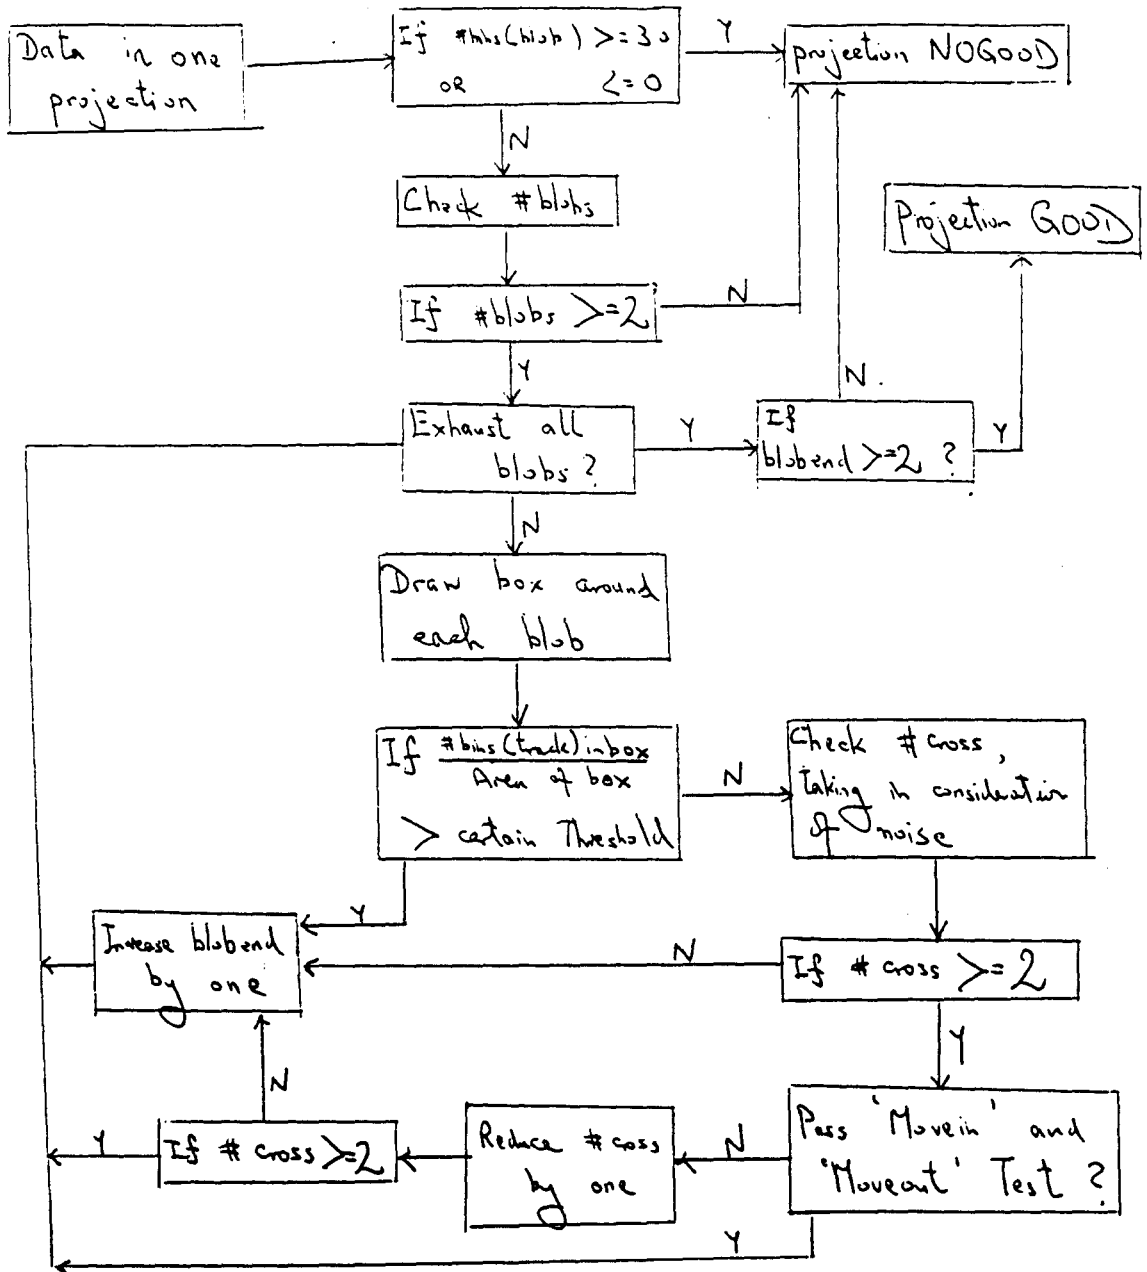 Data in one
projection
If #bins(blob) >=30
OR <=0
Y
projection NOGOOD
N
Check #blobs
Projection GOOD
If #blobs >=2
N
Y
N.
Exhaust all
blobs?
Y
If
blobend >=2 ?
Y
N
Draw box around
each blob
If #bins(track) in box
Area of box
> certain Threshold
N
Check #cross,
taking in consideration
of noise
Y
Increase blobend
by one
N
If # cross >=2
Y
N
Pass 'Movein' and
'Moveout' Test ?
N
Reduce #cross
by one
If # cross >=2
Y
Y